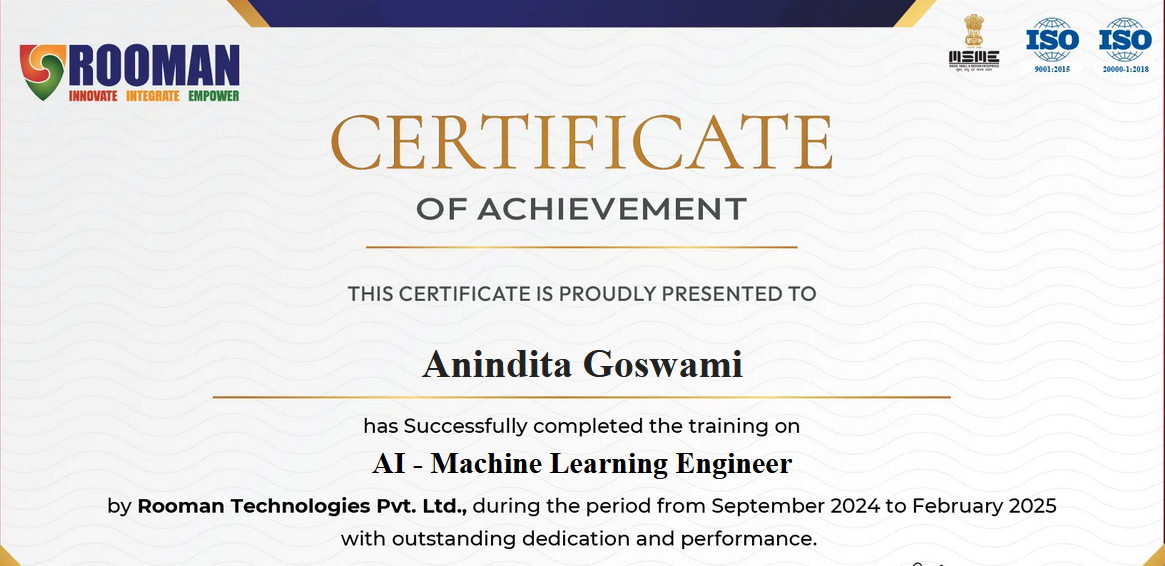 ROOMAN
INNOVATE INTEGRATE EMPOWER
MSME
ISO
9001:2015
ISO
20000-1:2018
CERTIFICATE
OF ACHIEVEMENT
THIS CERTIFICATE IS PROUDLY PRESENTED TO
Anindita Goswami
has Successfully completed the training on
AI - Machine Learning Engineer
by Rooman Technologies Pvt. Ltd., during the period from September 2024 to February 2025
with outstanding dedication and performance.